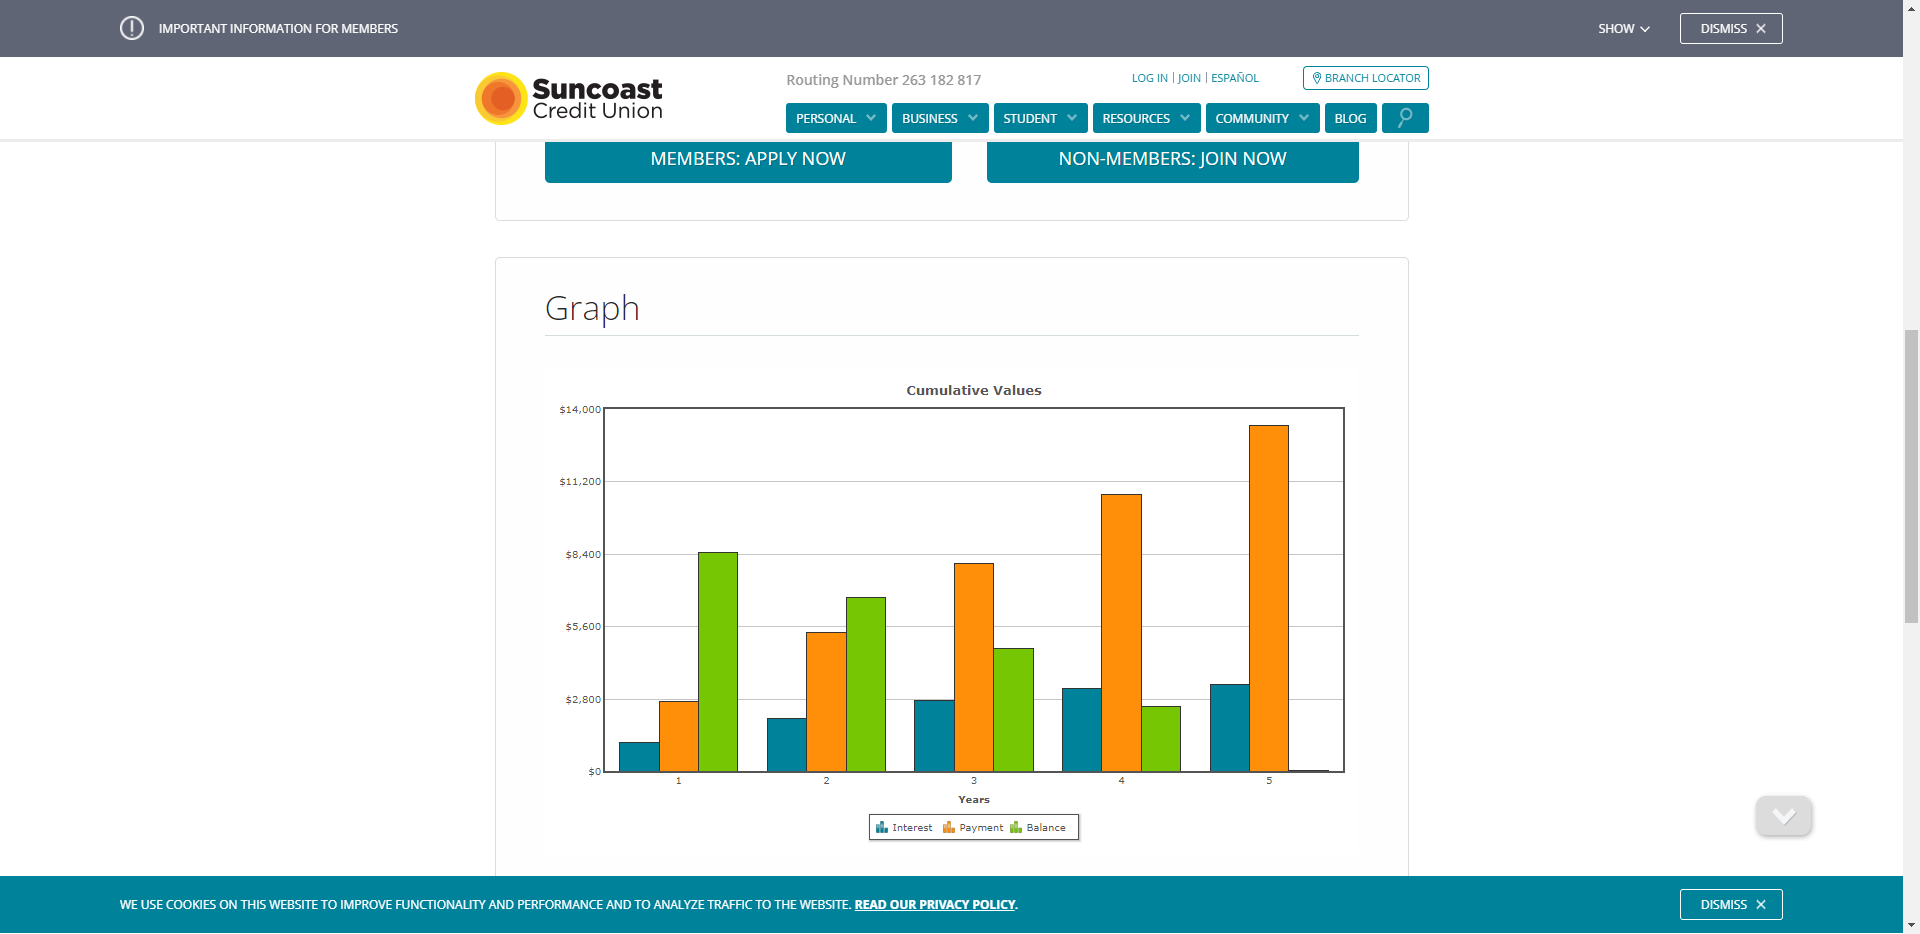 IMPORTANT INFORMATION FOR MEMBERS
SHOW
DISMISS
Suncoast
Credit Union
Routing Number 263 182 817
LOG IN | JOIN | ESPAÑOL
BRANCH LOCATOR
PERSONAL
BUSINESS
STUDENT
RESOURCES
COMMUNITY
BLOG
MEMBERS: APPLY NOW
NON-MEMBERS: JOIN NOW
Graph
Cumulative Values
$14,000
$11,200
$8,400
$5,600
$2,800
$0
1 2 3 4 5
Years
Interest Payment Balance
WE USE COOKIES ON THIS WEBSITE TO IMPROVE FUNCTIONALITY AND PERFORMANCE AND TO ANALYZE TRAFFIC TO THE WEBSITE. READ OUR PRIVACY POLICY.
DISMISS